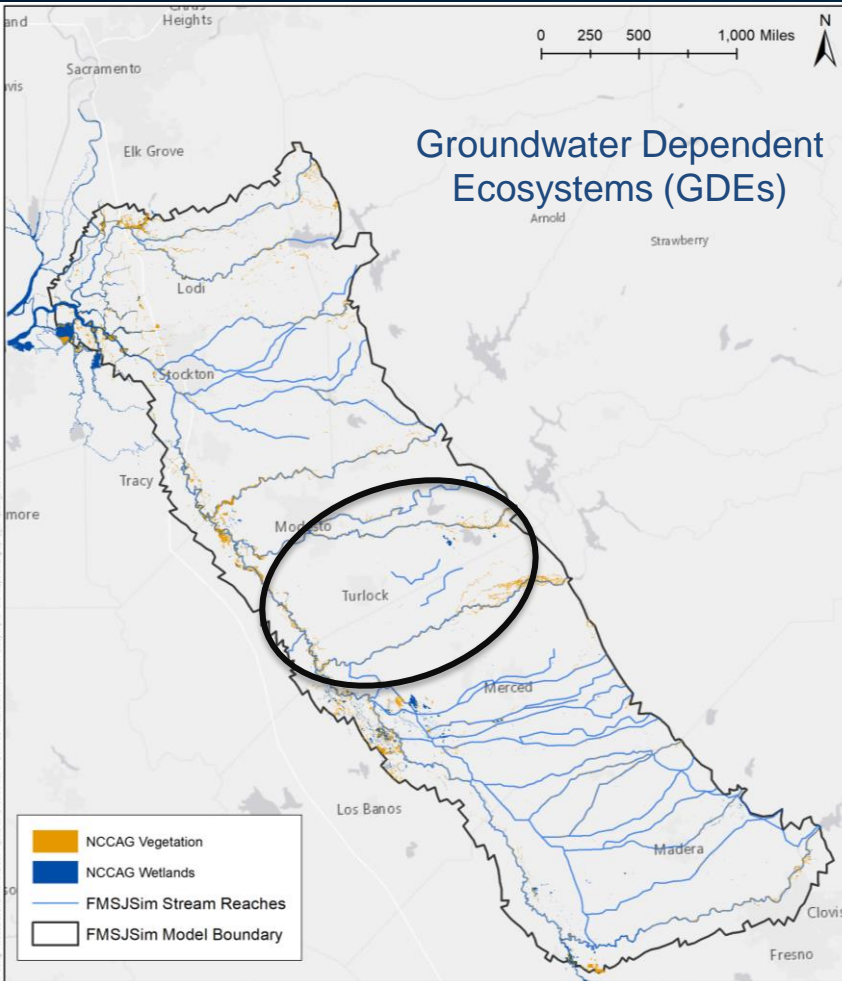 Heights
Sacramento
Elk Grove
0 250 500 1,000 Miles
N
Groundwater Dependent
Ecosystems (GDEs)
Arnold
Strawberry
Lodi
Stockton
Tracy
more
Modesto
Turlock
Merced
Los Banos
Madera
Clovis
Fresno
NCCAG Vegetation
NCCAG Wetlands
FMSJSim Stream Reaches
FMSJSim Model Boundary